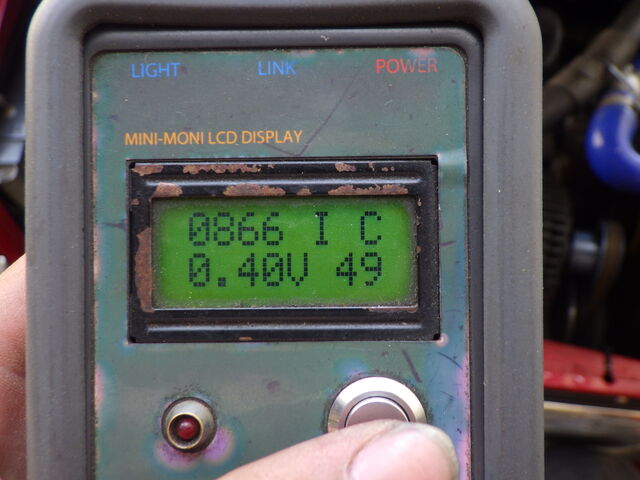 LIGHT LINK POWER
MINI-MONI LCD DISPLAY
0866 I C
0.40V 49